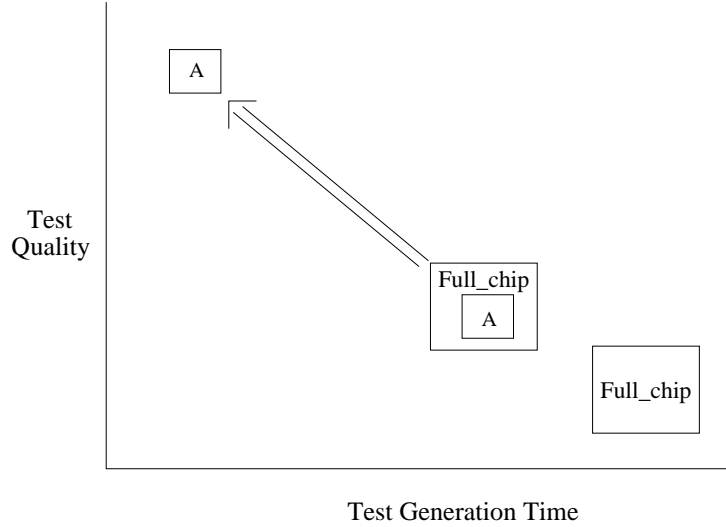 A
Test
Quality
Full_chip
A
Full_chip
Test Generation Time